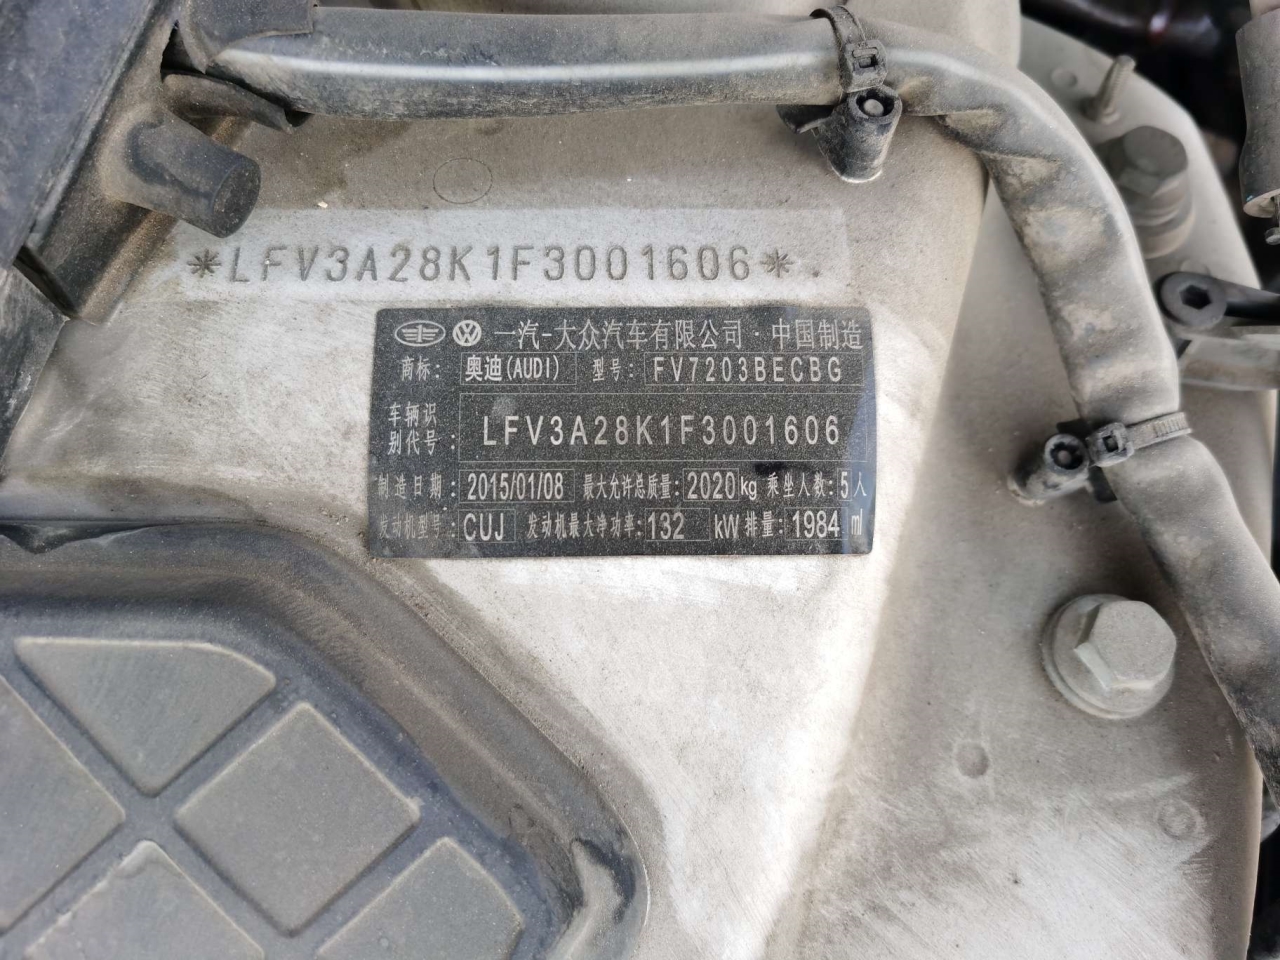 *LFV3A28K1F3001606*.
一汽-大众汽车有限公司·中国制造
商标: 奥迪(AUDI) 型号: FV7203BECBG
车辆识
别代号: LFV3A28K1F3001606
制造日期: 2015/01/08 最大允许总质量: 2020kg 乘坐人数: 5人
发动机型号: CUJ 发动机最大净功率: 132 kW 排量: 1984 ml